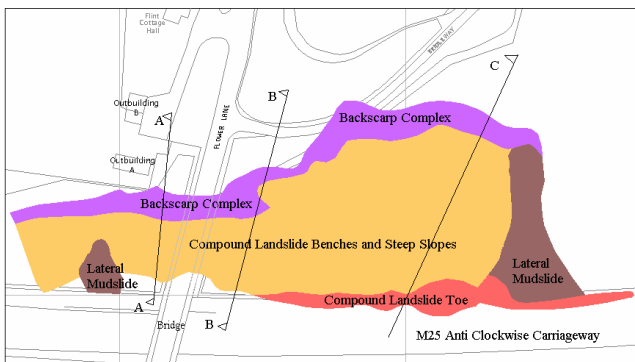 Flint
Cottage
Hall
BRIDLEWAY
C
B
Outbuilding
B
A
FLOWER LANE
Backscarp Complex
Outbuilding
A
Backscarp Complex
Compound Landslide Benches and Steep Slopes
Lateral
Mudslide
Lateral
Mudslide
Compound Landslide Toe
A
Bridge
B
M25 Anti Clockwise Carriageway